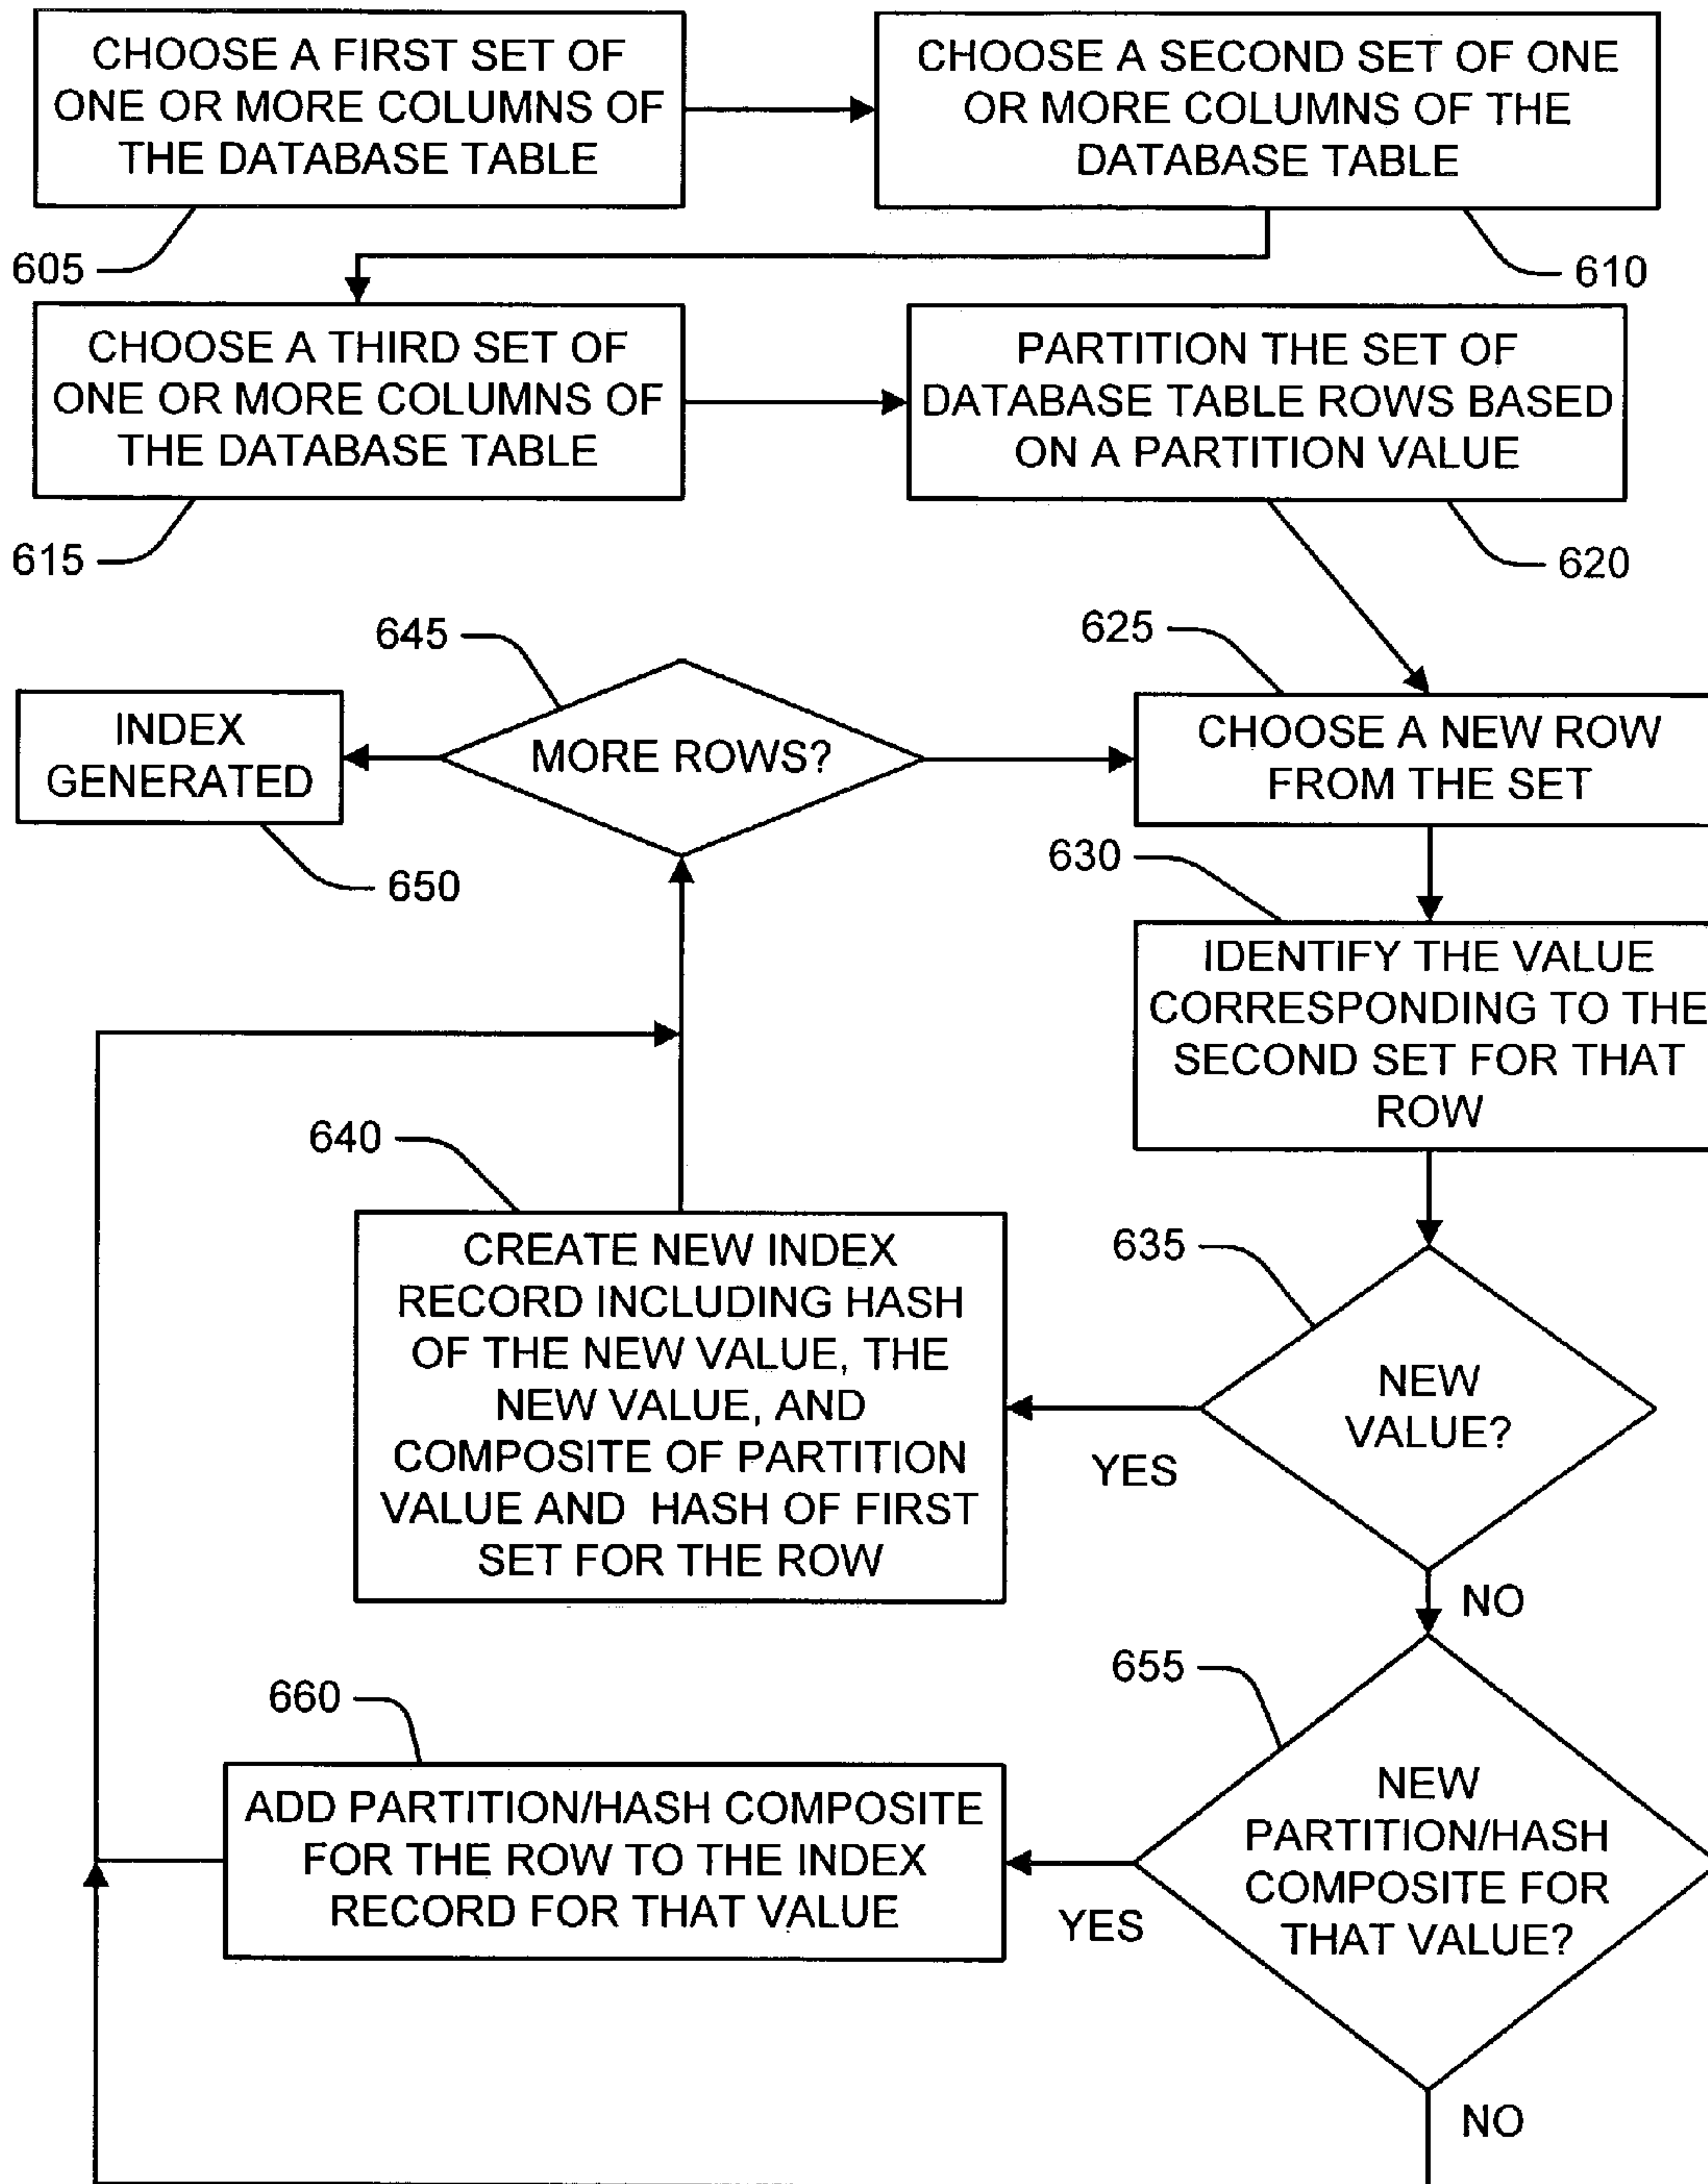 CHOOSE A FIRST SET OF
ONE OR MORE COLUMNS OF
THE DATABASE TABLE
605
CHOOSE A SECOND SET OF ONE
OR MORE COLUMNS OF THE
DATABASE TABLE
610
CHOOSE A THIRD SET OF
ONE OR MORE COLUMNS OF
THE DATABASE TABLE
615
PARTITION THE SET OF
DATABASE TABLE ROWS BASED
ON A PARTITION VALUE
620
625
CHOOSE A NEW ROW
FROM THE SET
645
MORE ROWS?
INDEX
GENERATED
650
630
IDENTIFY THE VALUE
CORRESPONDING TO THE
SECOND SET FOR THAT
ROW
635
NEW
VALUE?
YES
NO
640
CREATE NEW INDEX
RECORD INCLUDING HASH
OF THE NEW VALUE, THE
NEW VALUE, AND
COMPOSITE OF PARTITION
VALUE AND HASH OF FIRST
SET FOR THE ROW
655
NEW
PARTITION/HASH
COMPOSITE FOR
THAT VALUE?
YES
NO
660
ADD PARTITION/HASH COMPOSITE
FOR THE ROW TO THE INDEX
RECORD FOR THAT VALUE